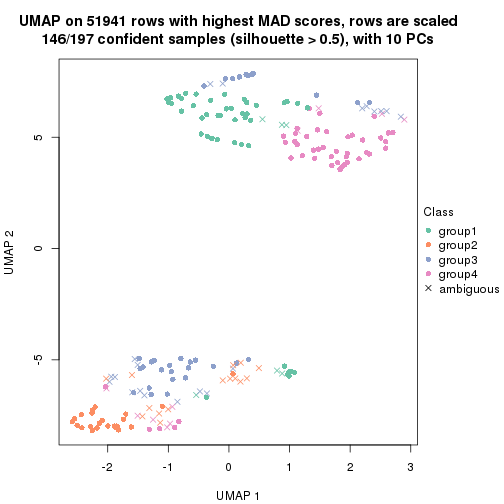 UMAP on 51941 rows with highest MAD scores, rows are scaled
146/197 confident samples (silhouette > 0.5), with 10 PCs
5
0
-5
UMAP 2
-2
-1
0
1
2
3
UMAP 1
Class
group1
group2
group3
group4
ambiguous